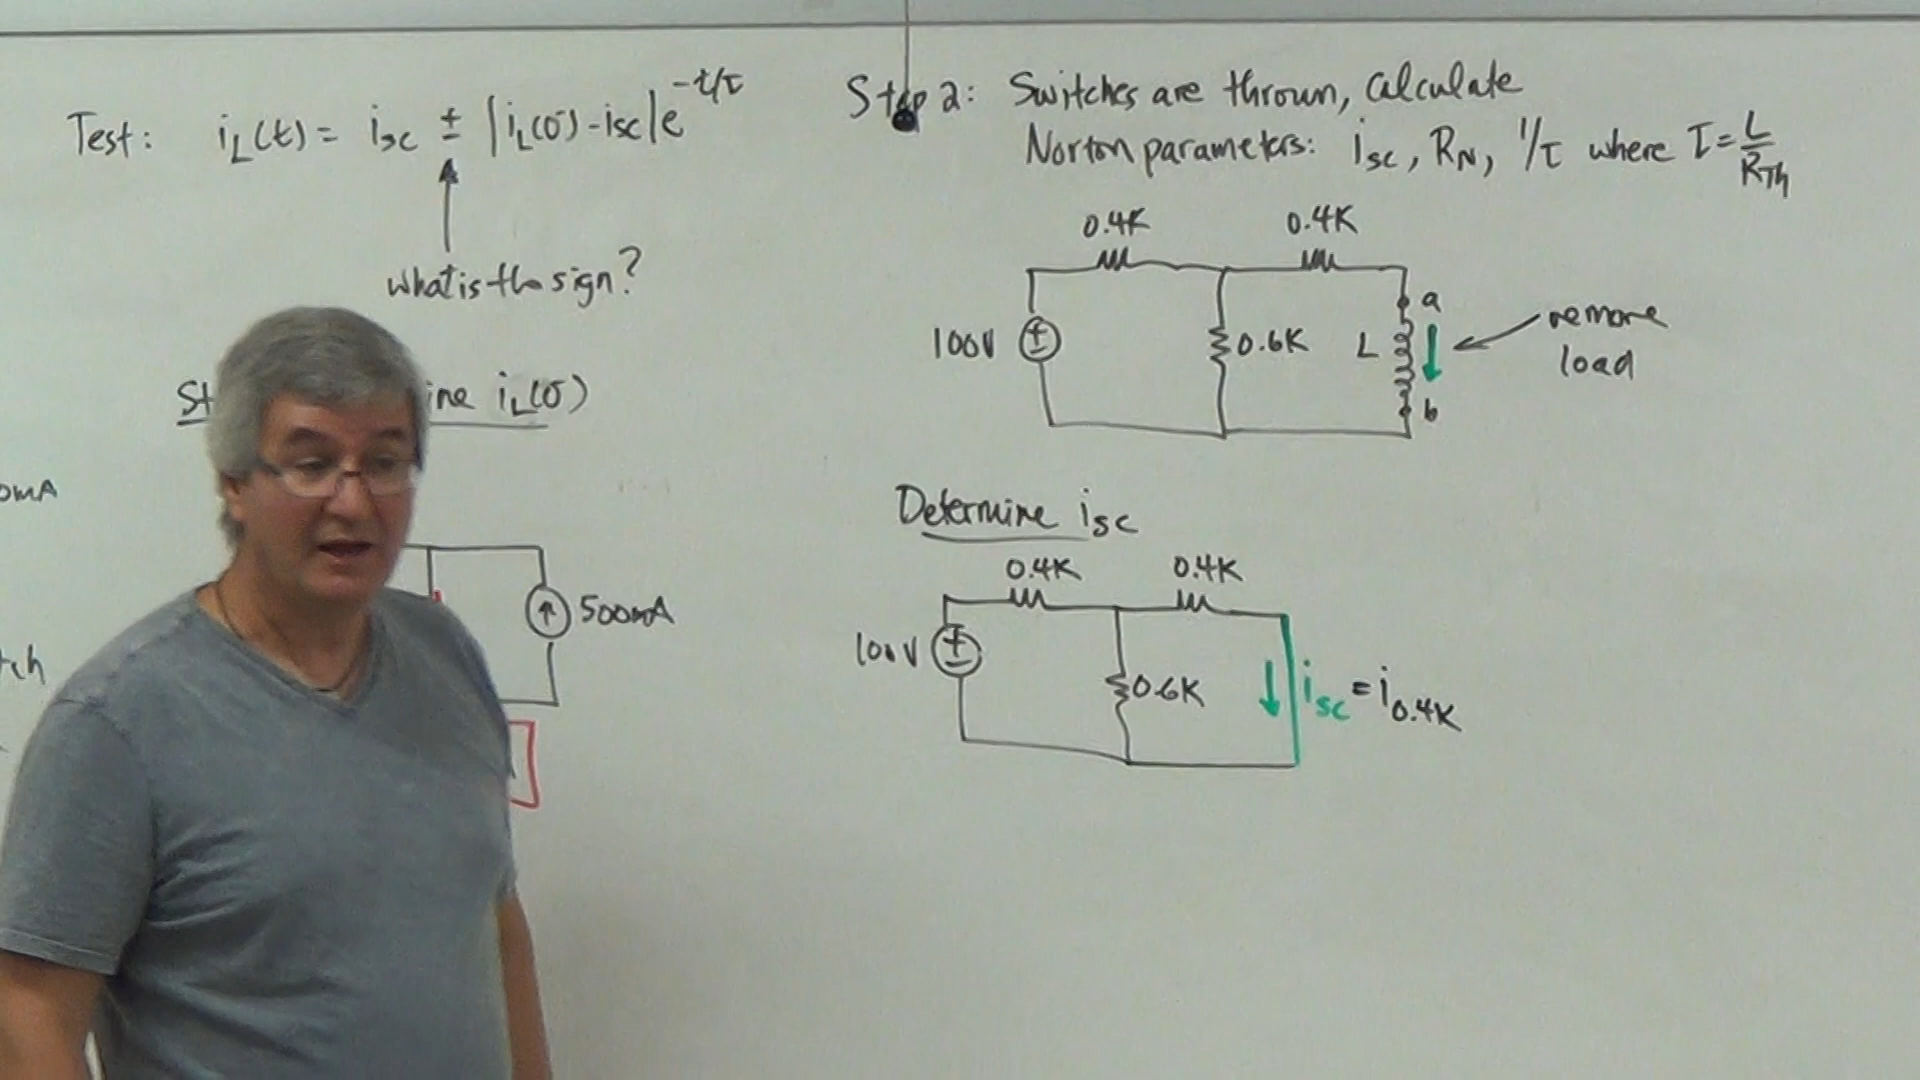 Test: iL(t) = isc ± |iL(0-) - isc|e^-t/τ
what is the sign?
iL(0-)
500mA
Step 2: Switches are thrown, Calculate
Norton parameters: isc, RN, 1/τ where τ = L/RTh
0.4K 0.4K
100V + - 0.6K L a b
remove
load
Determine isc
0.4K 0.4K
100V + - 0.6K isc = i0.4K